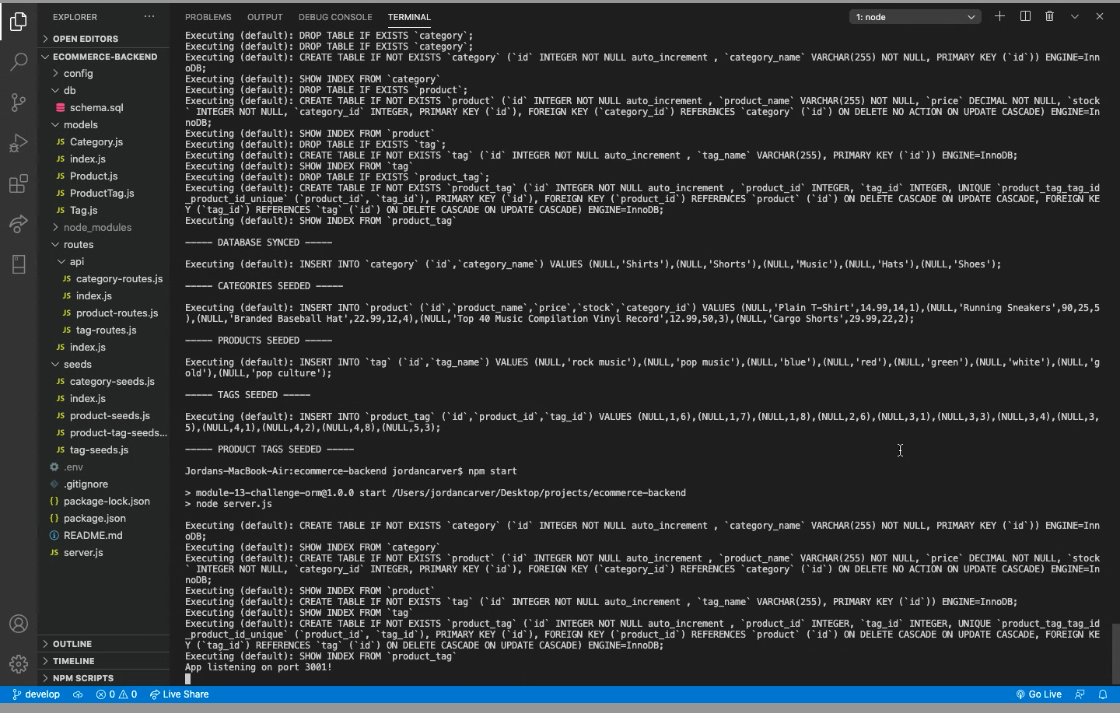 EXPLORER
OPEN EDITORS
ECOMMERCE-BACKEND
config
db
schema.sql
models
Category.js
index.js
Product.js
ProductTag.js
Tag.js
node_modules
routes
api
category-routes.js
index.js
product-routes.js
tag-routes.js
index.js
seeds
category-seeds.js
index.js
product-seeds.js
product-tag-seeds...
tag-seeds.js
.env
.gitignore
package-lock.json
package.json
README.md
server.js
OUTLINE
TIMELINE
NPM SCRIPTS
PROBLEMS OUTPUT DEBUG CONSOLE TERMINAL 1: node
Executing (default): DROP TABLE IF EXISTS `category`;
Executing (default): DROP TABLE IF EXISTS `category`;
Executing (default): CREATE TABLE IF NOT EXISTS `category` (`id` INTEGER NOT NULL auto_increment , `category_name` VARCHAR(255) NOT NULL, PRIMARY KEY (`id`)) ENGINE=Inn
oDB;
Executing (default): SHOW INDEX FROM `category`
Executing (default): DROP TABLE IF EXISTS `product`;
Executing (default): CREATE TABLE IF NOT EXISTS `product` (`id` INTEGER NOT NULL auto_increment , `product_name` VARCHAR(255) NOT NULL, `price` DECIMAL NOT NULL, `stock
` INTEGER NOT NULL, `category_id` INTEGER, PRIMARY KEY (`id`), FOREIGN KEY (`category_id`) REFERENCES `category` (`id`) ON DELETE NO ACTION ON UPDATE CASCADE) ENGINE=In
noDB;
Executing (default): SHOW INDEX FROM `product`
Executing (default): DROP TABLE IF EXISTS `tag`;
Executing (default): CREATE TABLE IF NOT EXISTS `tag` (`id` INTEGER NOT NULL auto_increment , `tag_name` VARCHAR(255), PRIMARY KEY (`id`)) ENGINE=InnoDB;
Executing (default): SHOW INDEX FROM `tag`
Executing (default): DROP TABLE IF EXISTS `product_tag`;
Executing (default): CREATE TABLE IF NOT EXISTS `product_tag` (`id` INTEGER NOT NULL auto_increment , `product_id` INTEGER, `tag_id` INTEGER, UNIQUE `product_tag_tag_id
_product_id_unique` (`product_id`, `tag_id`), PRIMARY KEY (`id`), FOREIGN KEY (`product_id`) REFERENCES `product` (`id`) ON DELETE CASCADE ON UPDATE CASCADE, FOREIGN KE
Y (`tag_id`) REFERENCES `tag` (`id`) ON DELETE CASCADE ON UPDATE CASCADE) ENGINE=InnoDB;
Executing (default): SHOW INDEX FROM `product_tag`
----- DATABASE SYNCED -----
Executing (default): INSERT INTO `category` (`id`,`category_name`) VALUES (NULL,'Shirts'),(NULL,'Shorts'),(NULL,'Music'),(NULL,'Hats'),(NULL,'Shoes');
----- CATEGORIES SEEDED -----
Executing (default): INSERT INTO `product` (`id`,`product_name`,`price`,`stock`,`category_id`) VALUES (NULL,'Plain T-Shirt',14.99,14,1),(NULL,'Running Sneakers',90,25,5
),(NULL,'Branded Baseball Hat',22.99,12,4),(NULL,'Top 40 Music Compilation Vinyl Record',12.99,50,3),(NULL,'Cargo Shorts',29.99,22,2);
----- PRODUCTS SEEDED -----
Executing (default): INSERT INTO `tag` (`id`,`tag_name`) VALUES (NULL,'rock music'),(NULL,'pop music'),(NULL,'blue'),(NULL,'red'),(NULL,'green'),(NULL,'white'),(NULL,'g
old'),(NULL,'pop culture');
----- TAGS SEEDED -----
Executing (default): INSERT INTO `product_tag` (`id`,`product_id`,`tag_id`) VALUES (NULL,1,6),(NULL,1,7),(NULL,1,8),(NULL,2,6),(NULL,3,1),(NULL,3,3),(NULL,3,4),(NULL,3,
5),(NULL,4,1),(NULL,4,2),(NULL,4,8),(NULL,5,3);
----- PRODUCT TAGS SEEDED -----
Jordans-MacBook-Air:ecommerce-backend jordancarver$ npm start
> module-13-challenge-orm@1.0.0 start /Users/jordancarver/Desktop/projects/ecommerce-backend
> node server.js
Executing (default): CREATE TABLE IF NOT EXISTS `category` (`id` INTEGER NOT NULL auto_increment , `category_name` VARCHAR(255) NOT NULL, PRIMARY KEY (`id`)) ENGINE=Inn
oDB;
Executing (default): SHOW INDEX FROM `category`
Executing (default): CREATE TABLE IF NOT EXISTS `product` (`id` INTEGER NOT NULL auto_increment , `product_name` VARCHAR(255) NOT NULL, `price` DECIMAL NOT NULL, `stock
` INTEGER NOT NULL, `category_id` INTEGER, PRIMARY KEY (`id`), FOREIGN KEY (`category_id`) REFERENCES `category` (`id`) ON DELETE NO ACTION ON UPDATE CASCADE) ENGINE=In
noDB;
Executing (default): SHOW INDEX FROM `product`
Executing (default): CREATE TABLE IF NOT EXISTS `tag` (`id` INTEGER NOT NULL auto_increment , `tag_name` VARCHAR(255), PRIMARY KEY (`id`)) ENGINE=InnoDB;
Executing (default): SHOW INDEX FROM `tag`
Executing (default): CREATE TABLE IF NOT EXISTS `product_tag` (`id` INTEGER NOT NULL auto_increment , `product_id` INTEGER, `tag_id` INTEGER, UNIQUE `product_tag_tag_id
_product_id_unique` (`product_id`, `tag_id`), PRIMARY KEY (`id`), FOREIGN KEY (`product_id`) REFERENCES `product` (`id`) ON DELETE CASCADE ON UPDATE CASCADE, FOREIGN KE
Y (`tag_id`) REFERENCES `tag` (`id`) ON DELETE CASCADE ON UPDATE CASCADE) ENGINE=InnoDB;
Executing (default): SHOW INDEX FROM `product_tag`
App listening on port 3001!
develop 0 0 Live Share Go Live